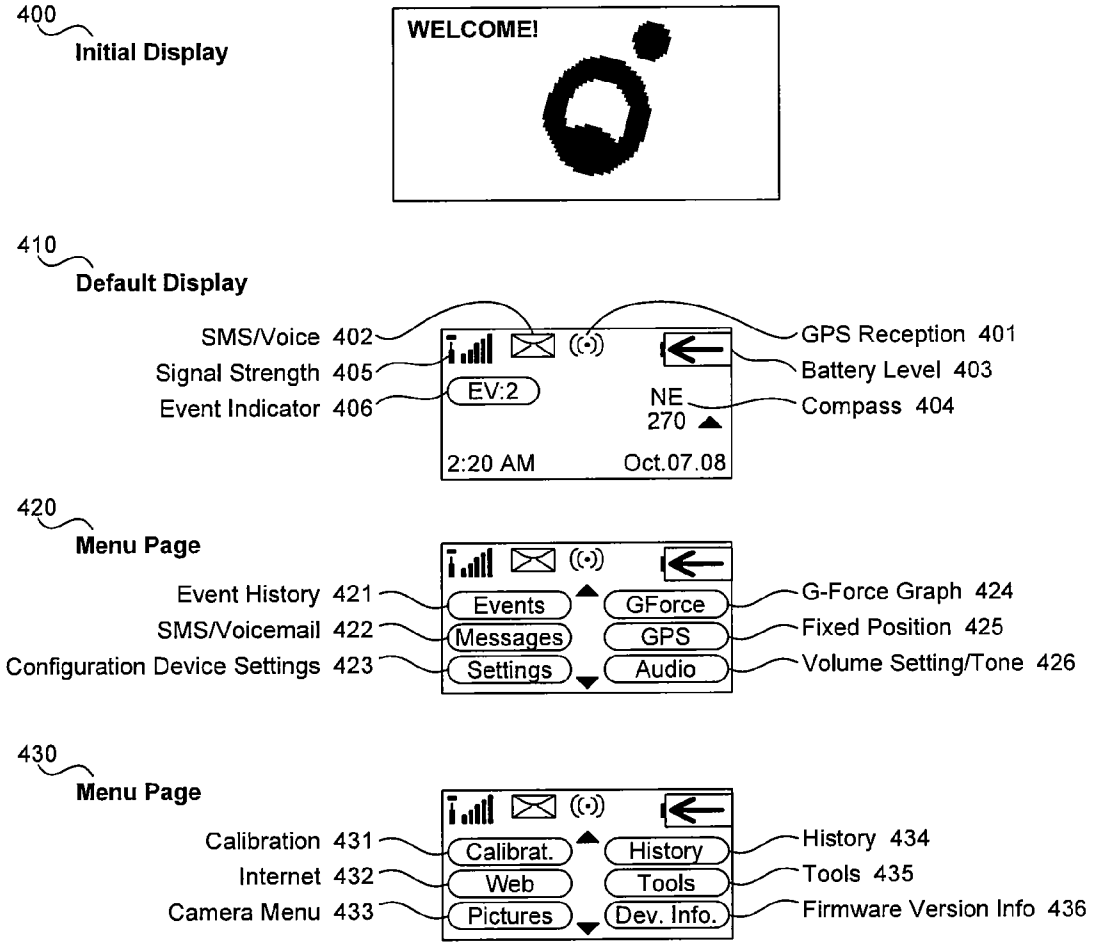 400
Initial Display
WELCOME!
410
Default Display
SMS/Voice 402
Signal Strength 405
Event Indicator 406
EV:2
NE
270
2:20 AM Oct.07.08
GPS Reception 401
Battery Level 403
Compass 404
420
Menu Page
Event History 421
SMS/Voicemail 422
Configuration Device Settings 423
Events GForce
Messages GPS
Settings Audio
G-Force Graph 424
Fixed Position 425
Volume Setting/Tone 426
430
Menu Page
Calibration 431
Internet 432
Camera Menu 433
Calibrat. History
Web Tools
Pictures Dev. Info.
History 434
Tools 435
Firmware Version Info 436